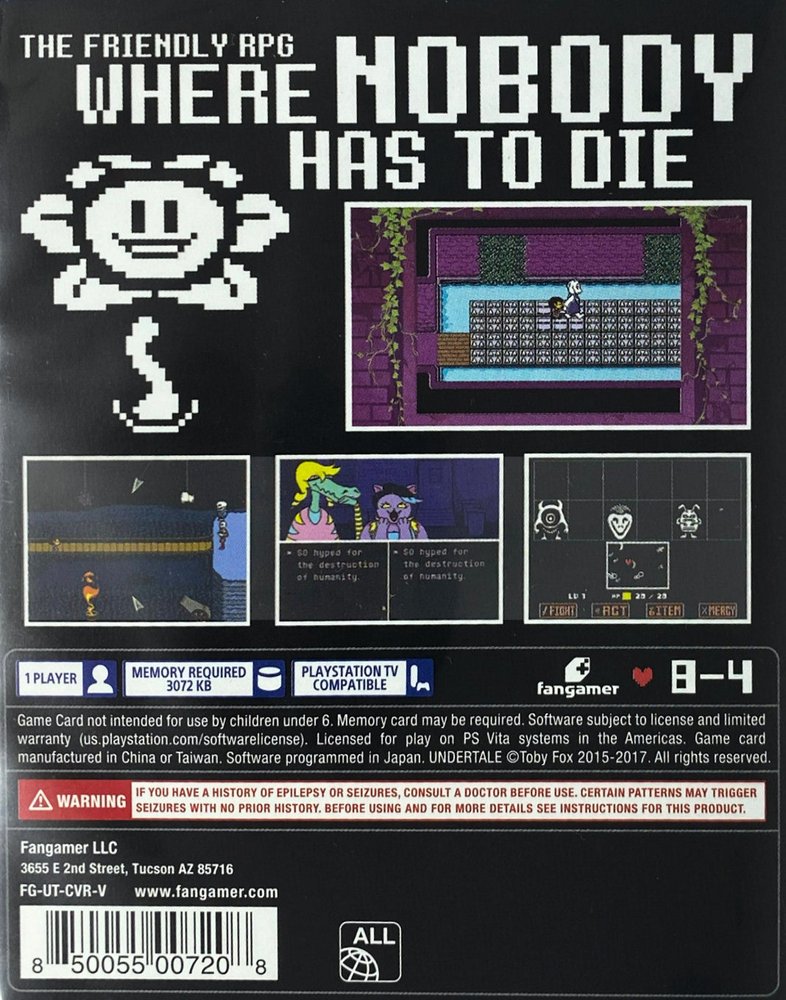 THE FRIENDLY RPG
WHERE NOBODY
HAS TO DIE
* SO hyped for
the destruction
of humanity.
* SO hyped for
the destruction
of humanity.
LV 1 HP 20 / 20
FIGHT ACT ITEM MERCY
1 PLAYER
MEMORY REQUIRED
3072 KB
PLAYSTATION TV
COMPATIBLE
fangamer
8-4
Game Card not intended for use by children under 6. Memory card may be required. Software subject to license and limited
warranty (us.playstation.com/softwarelicense). Licensed for play on PS Vita systems in the Americas. Game card
manufactured in China or Taiwan. Software programmed in Japan. UNDERTALE ©Toby Fox 2015-2017. All rights reserved.
WARNING
IF YOU HAVE A HISTORY OF EPILEPSY OR SEIZURES, CONSULT A DOCTOR BEFORE USE. CERTAIN PATTERNS MAY TRIGGER
SEIZURES WITH NO PRIOR HISTORY. BEFORE USING AND FOR MORE DETAILS SEE INSTRUCTIONS FOR THIS PRODUCT.
Fangamer LLC
3655 E 2nd Street, Tucson AZ 85716
FG-UT-CVR-V www.fangamer.com
8 50055 00720 8
ALL